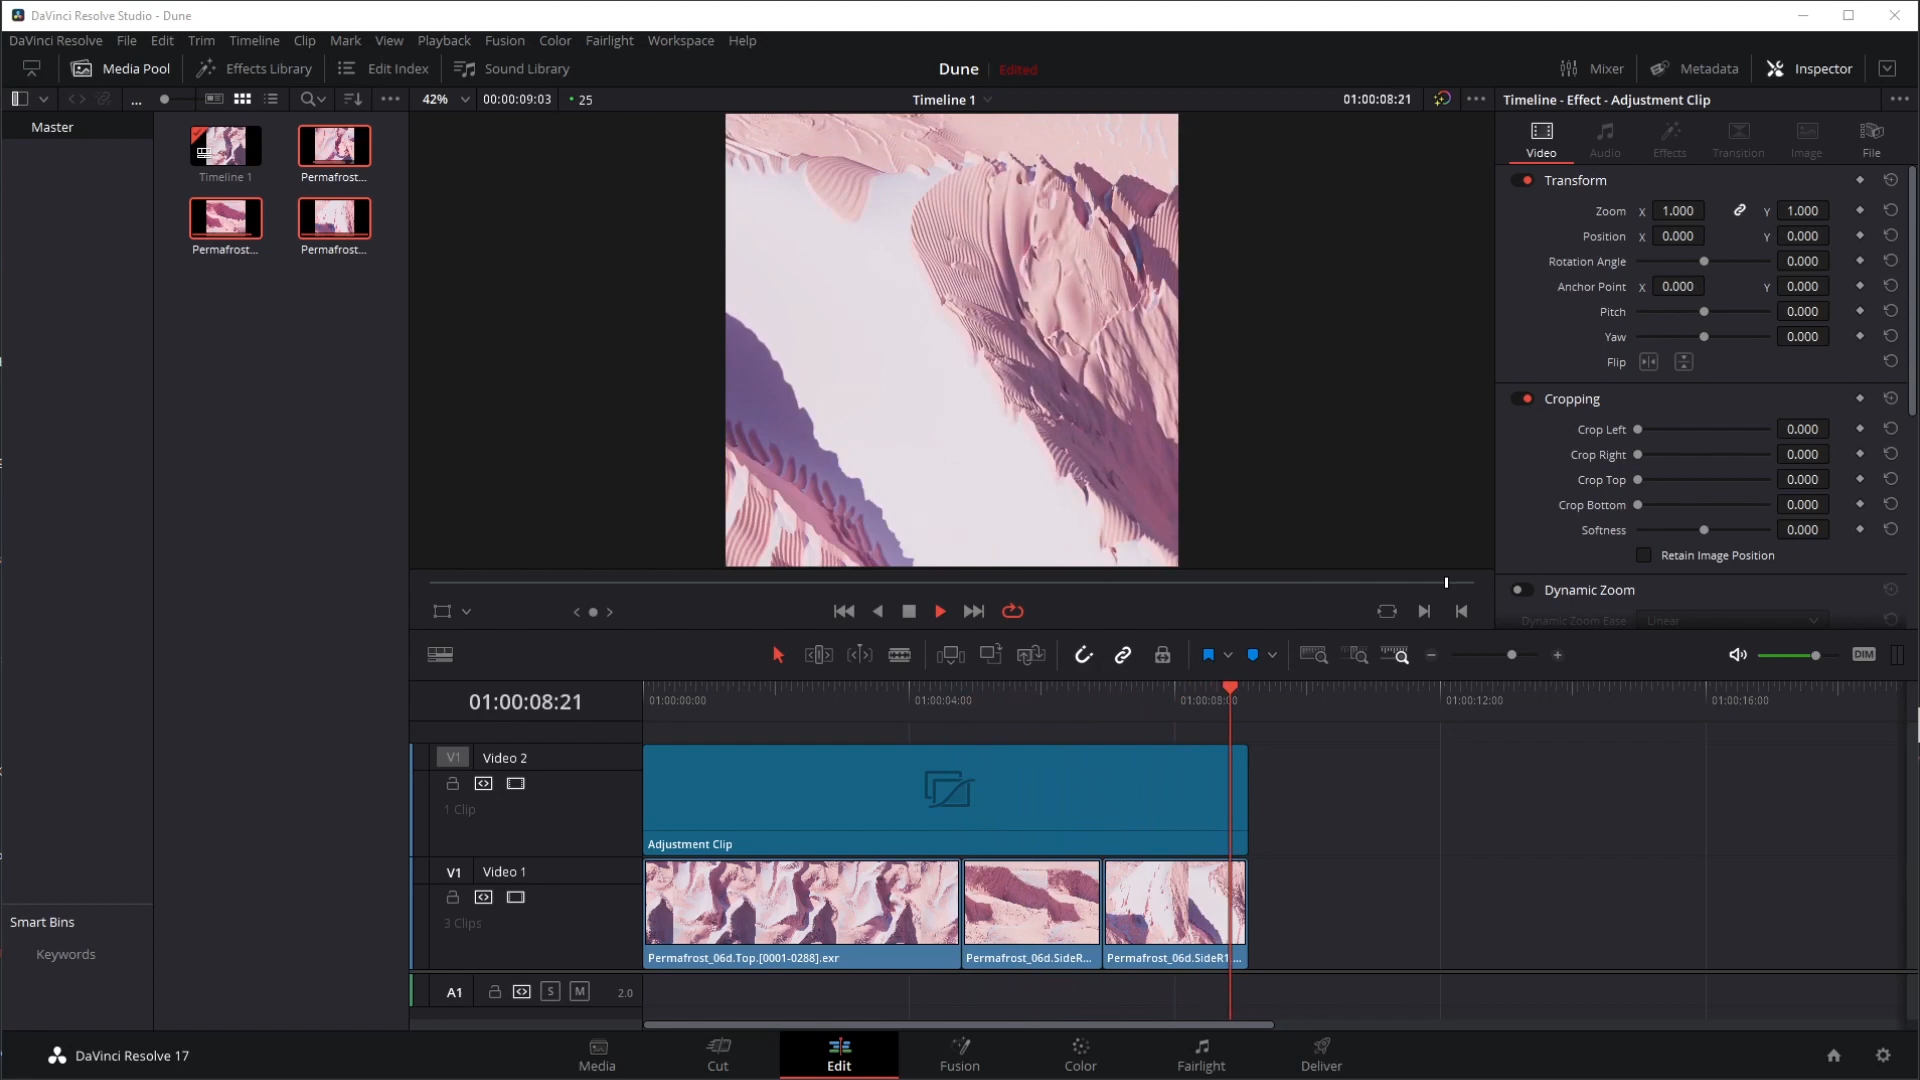 DaVinci Resolve Studio - Dune
DaVinci Resolve File Edit Trim Timeline Clip Mark View Playback Fusion Color Fairlight Workspace Help
Media Pool Effects Library Edit Index Sound Library Dune Edited Mixer Metadata Inspector
... 42% 00:00:09:03 • 25 Timeline 1 01:00:08:21 Timeline - Effect - Adjustment Clip
Master
Timeline 1 Permafrost...
Permafrost... Permafrost...
Video Audio Effects Transition Image File
Transform
Zoom X 1.000 Y 1.000
Position X 0.000 Y 0.000
Rotation Angle 0.000
Anchor Point X 0.000 Y 0.000
Pitch 0.000
Yaw 0.000
Flip
Cropping
Crop Left 0.000
Crop Right 0.000
Crop Top 0.000
Crop Bottom 0.000
Softness 0.000
Retain Image Position
Dynamic Zoom
Dynamic Zoom Ease Linear
DIM
01:00:08:21
01:00:00:00 01:00:04:00 01:00:08:00 01:00:12:00 01:00:16:00
V1 Video 2
1 Clip
Adjustment Clip
V1 Video 1
3 Clips
Permafrost_06d.Top.[0001-0288].exr Permafrost_06d.SideR... Permafrost_06d.SideR1...
Smart Bins
Keywords
A1 S M 2.0
DaVinci Resolve 17
Media Cut Edit Fusion Color Fairlight Deliver